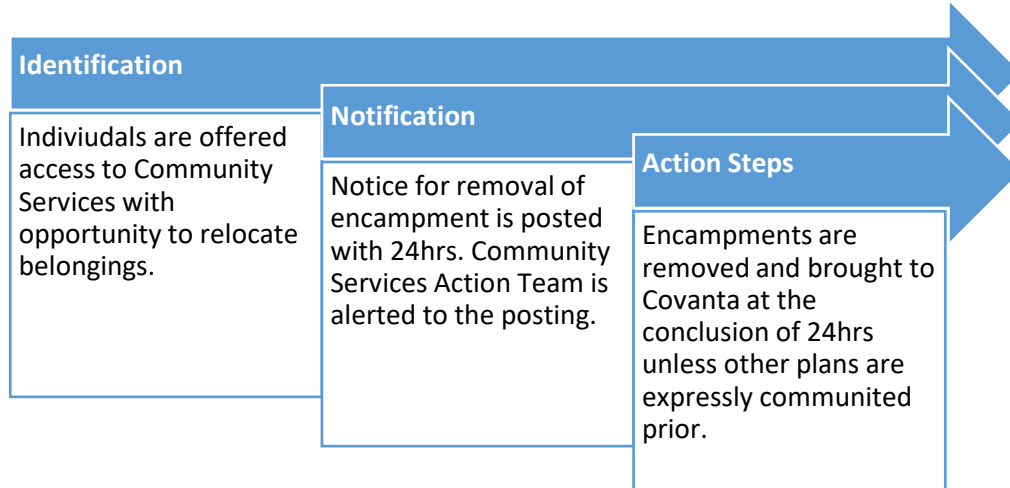 Identification
Indiviudals are offered
access to Community
Services with
opportunity to relocate
belongings.
Notification
Notice for removal of
encampment is posted
with 24hrs. Community
Services Action Team is
alerted to the posting.
Action Steps
Encampments are
removed and brought to
Covanta at the
conclusion of 24hrs
unless other plans are
expressly communited
prior.